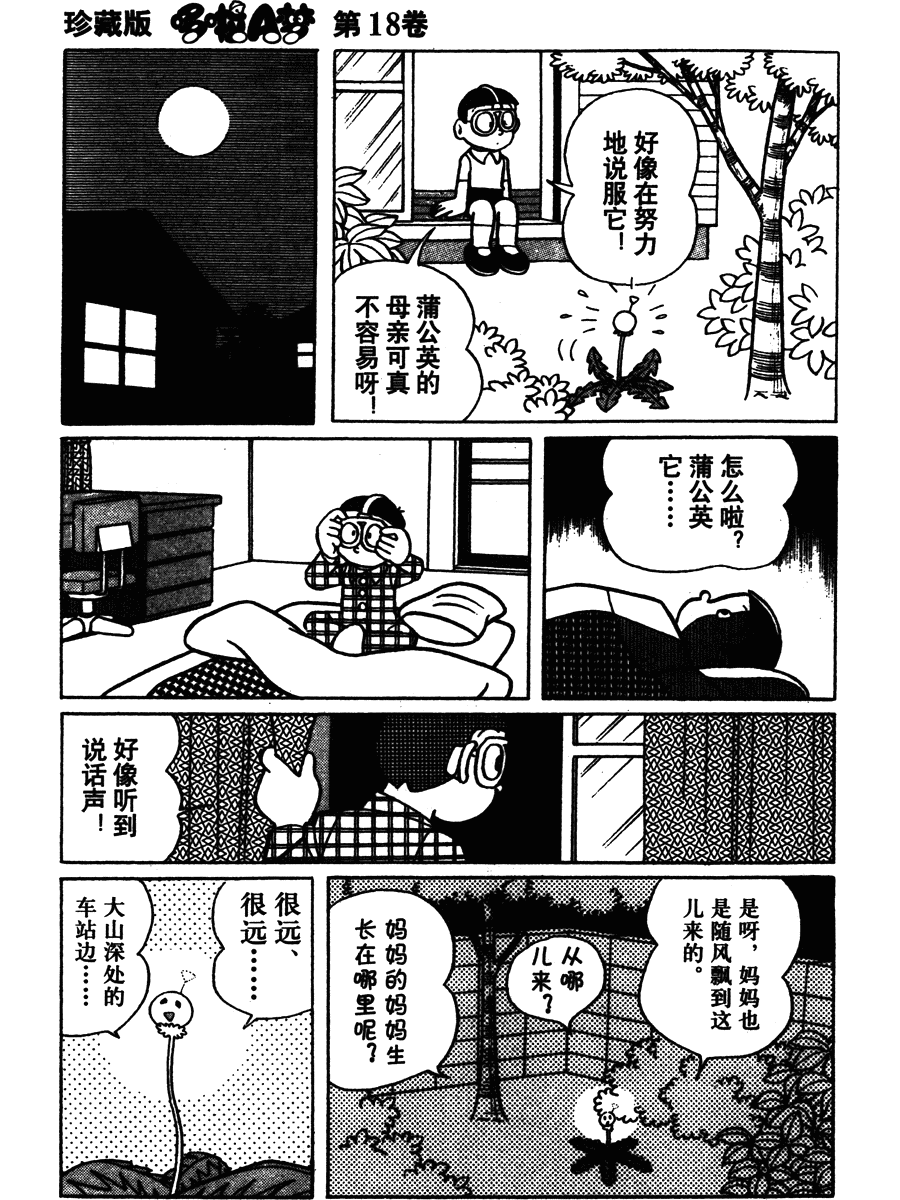 珍藏版 哆啦A梦 第18卷
好像在努力
地说服它！
蒲公英的
母亲可真
不容易呀！
怎么啦？
蒲公英
它……
好像听到
说话声！
是呀，妈妈也
是随风飘到这
儿来的。
从哪
儿来？
妈妈的妈妈生
长在哪里呢？
很远、
很远……
大山深处的
车站边……